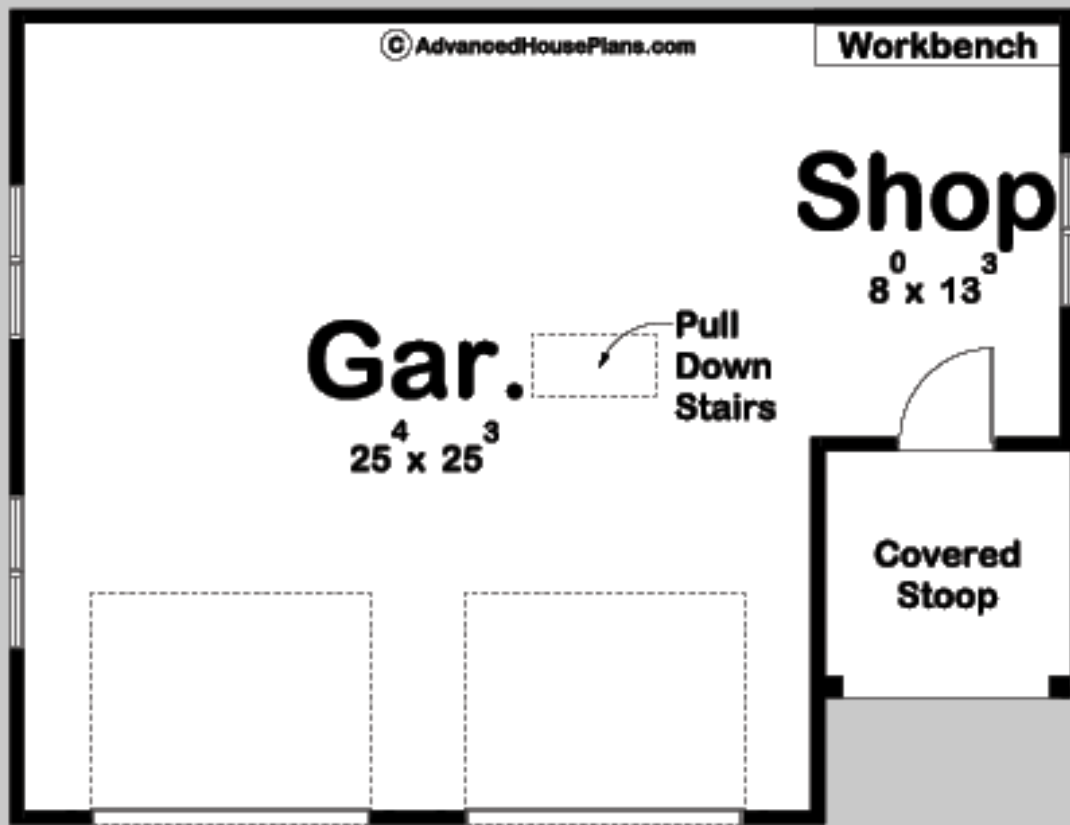 © AdvancedHousePlans.com
Workbench
Shop
8⁰ x 13³
Gar.
25⁴ x 25³
Pull
Down
Stairs
Covered
Stoop